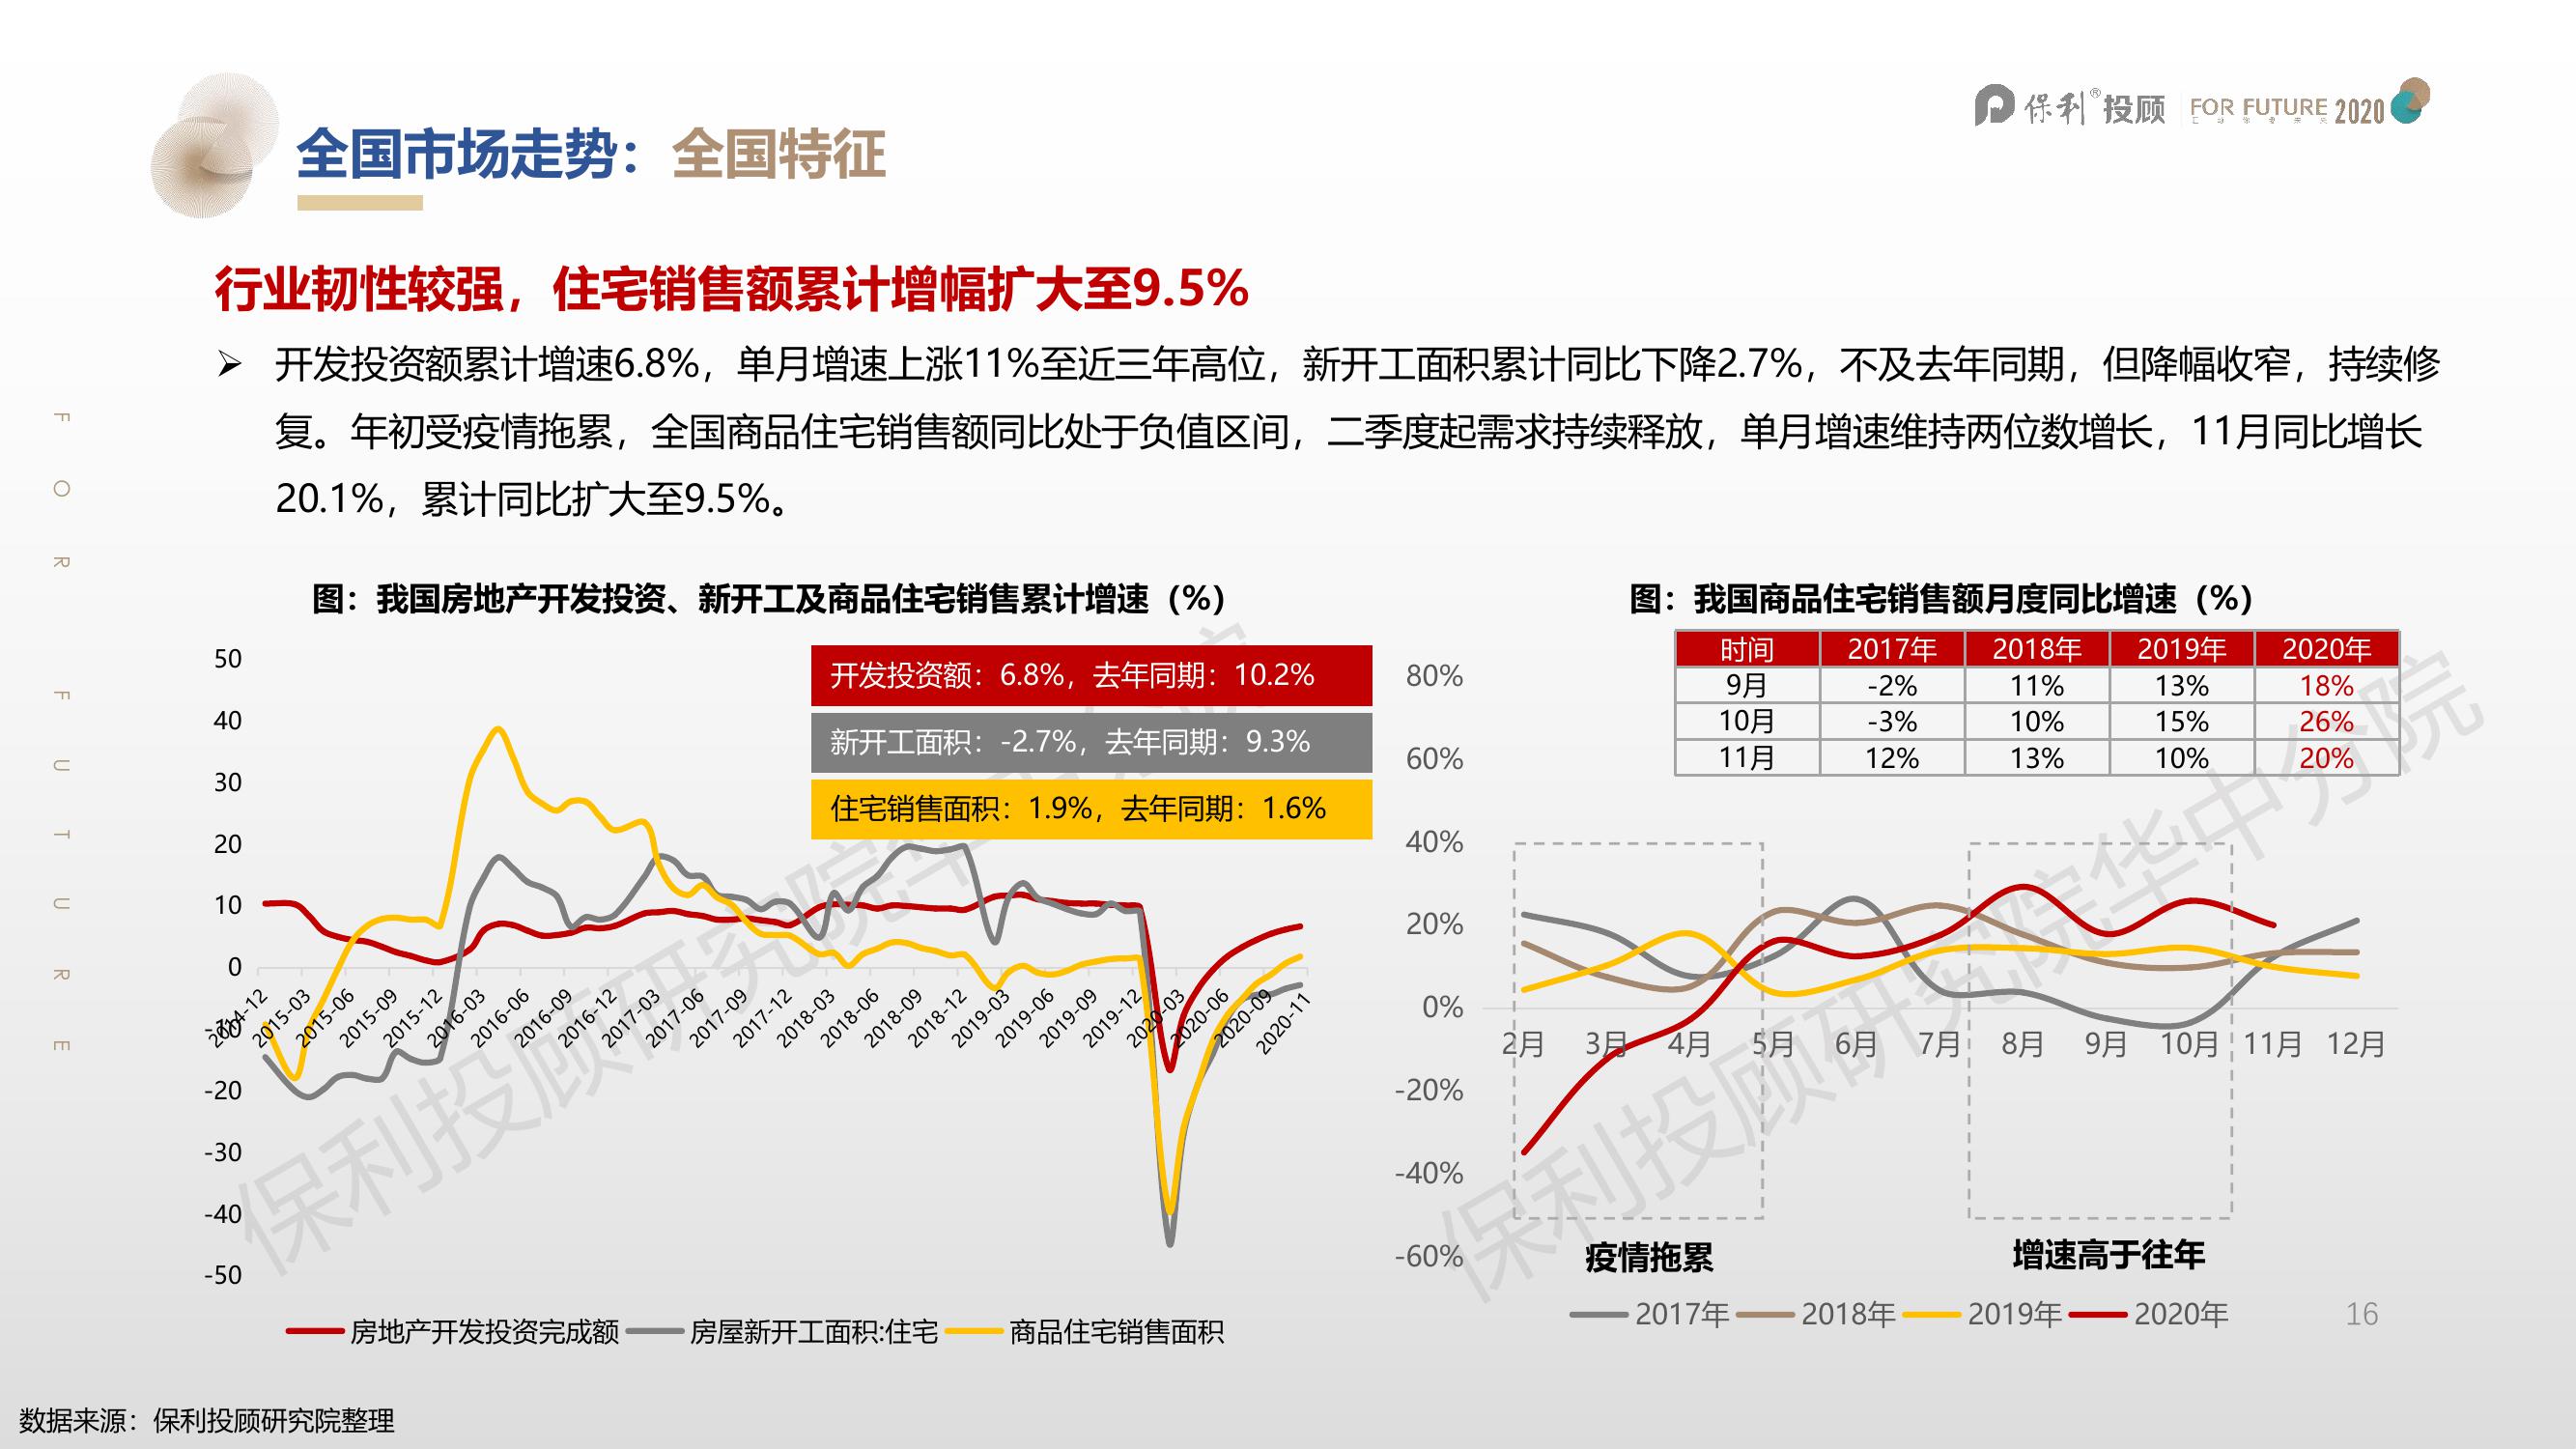 保利®投顾 FOR FUTURE 2020
全国市场走势：全国特征
行业韧性较强，住宅销售额累计增幅扩大至9.5%
➢ 开发投资额累计增速6.8%，单月增速上涨11%至近三年高位，新开工面积累计同比下降2.7%，不及去年同期，但降幅收窄，持续修
复。年初受疫情拖累，全国商品住宅销售额同比处于负值区间，二季度起需求持续释放，单月增速维持两位数增长，11月同比增长
20.1%，累计同比扩大至9.5%。
FOR FUTURE
图：我国房地产开发投资、新开工及商品住宅销售累计增速（%）
开发投资额：6.8%，去年同期：10.2%
新开工面积：-2.7%，去年同期：9.3%
住宅销售面积：1.9%，去年同期：1.6%
50
40
30
20
10
0
-10
-20
-30
-40
-50
2014-12 2015-03 2015-06 2015-09 2015-12 2016-03 2016-06 2016-09 2016-12 2017-03 2017-06 2017-09 2017-12 2018-03 2018-06 2018-09 2018-12 2019-03 2019-06 2019-09 2019-12 2020-03 2020-06 2020-09 2020-11
房地产开发投资完成额 房屋新开工面积:住宅 商品住宅销售面积
图：我国商品住宅销售额月度同比增速（%）
时间 2017年 2018年 2019年 2020年
9月 -2% 11% 13% 18%
10月 -3% 10% 15% 26%
11月 12% 13% 10% 20%
80%
60%
40%
20%
0%
-20%
-40%
-60%
2月 3月 4月 5月 6月 7月 8月 9月 10月 11月 12月
疫情拖累 增速高于往年
2017年 2018年 2019年 2020年
16
保利投顾研究院华中分院
保利投顾研究院华中分院
数据来源：保利投顾研究院整理